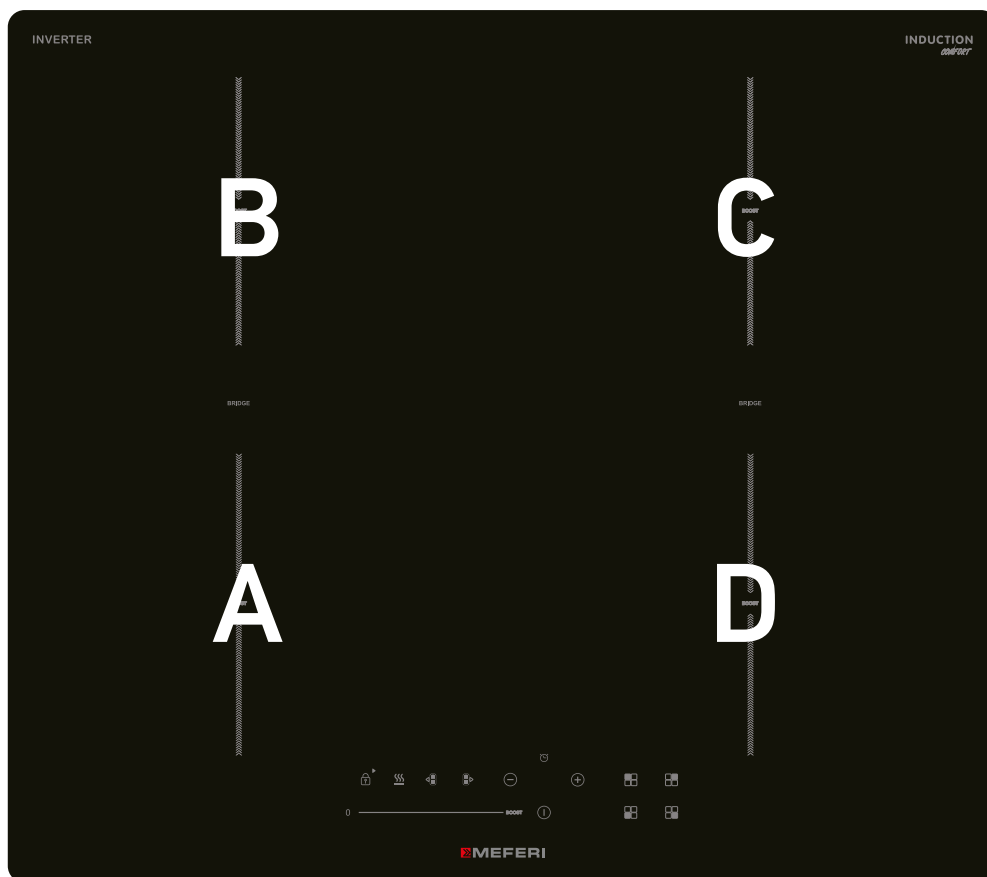 INVERTER
INDUCTION
COMFORT
B
C
BOOST
BRIDGE
BRIDGE
A
D
BOOST
0
BOOST
MEFERI